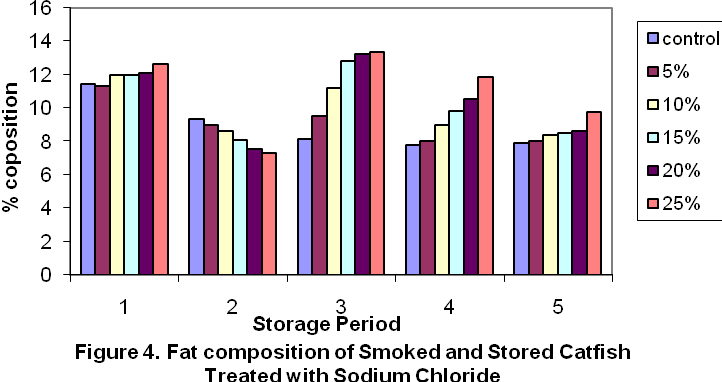 % coposition
16
14
12
10
8
6
4
2
0
1 2 3 4 5
Storage Period
control
5%
10%
15%
20%
25%
Figure 4. Fat composition of Smoked and Stored Catfish
Treated with Sodium Chloride